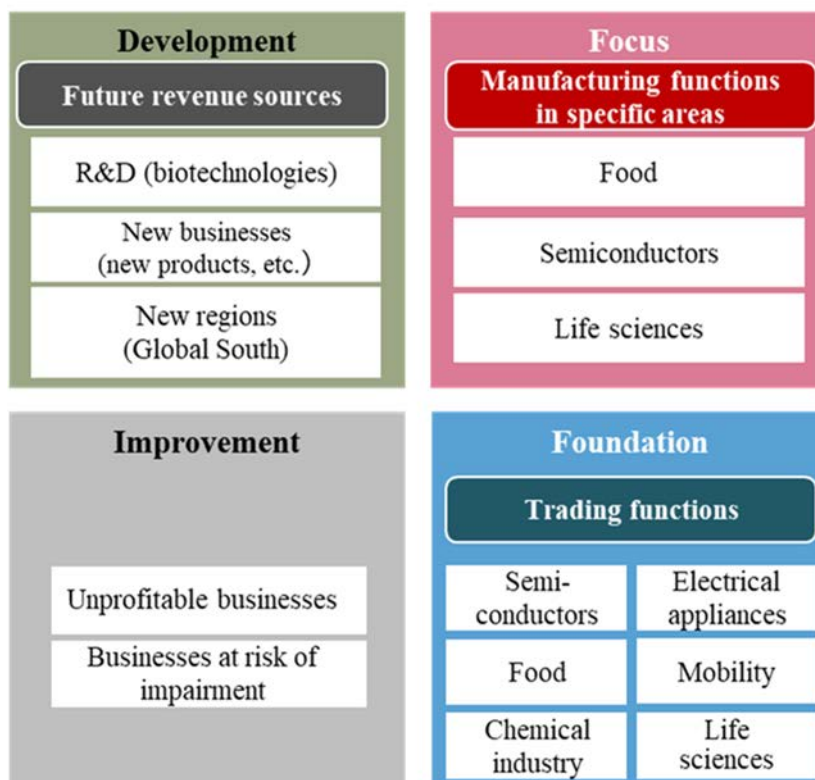 Development
Future revenue sources
R&D (biotechnologies)
New businesses
(new products, etc.)
New regions
(Global South)
Focus
Manufacturing functions
in specific areas
Food
Semiconductors
Life sciences
Improvement
Unprofitable businesses
Businesses at risk of
impairment
Foundation
Trading functions
Semi-
conductors
Electrical
appliances
Food
Mobility
Chemical
industry
Life
sciences